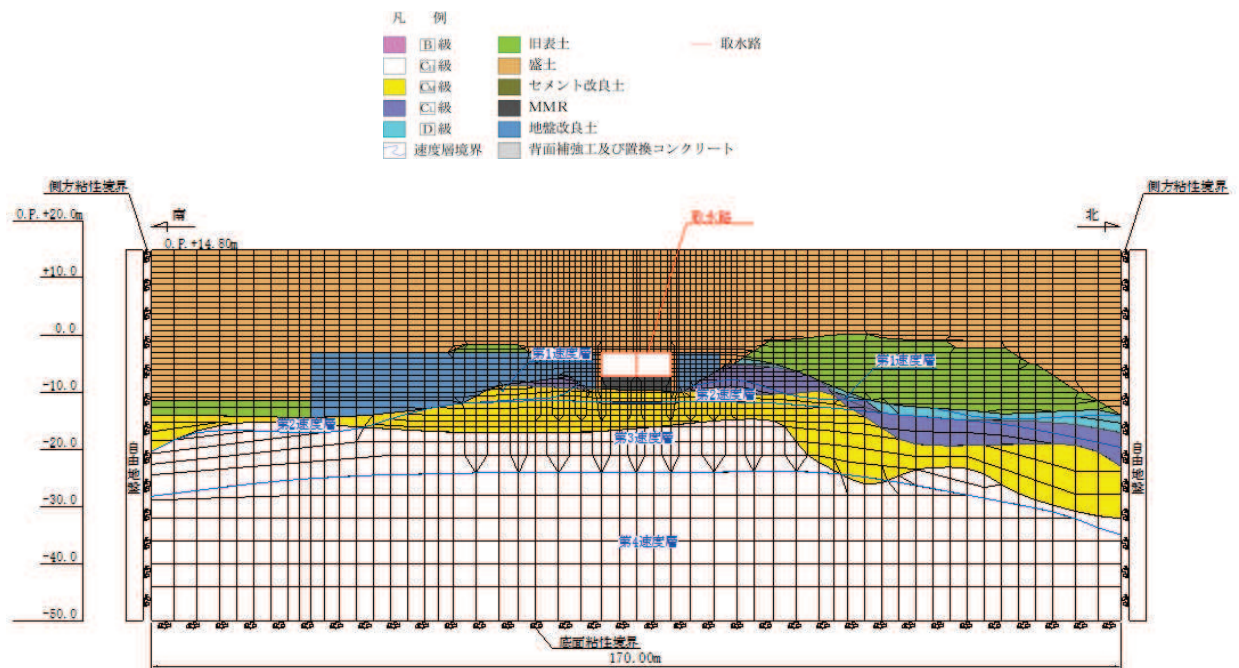 凡 例
B級
CH級
CM級
CL級
D級
速度層境界
旧表土
盛土
セメント改良土
MMR
地盤改良土
背面補強工及び置換コンクリート
取水路
側方粘性境界
側方粘性境界
O.P.+20.0m
南
取水路
北
O.P.+14.80m
+10.0
0.0
-10.0
-20.0
-30.0
-40.0
-50.0
第1速度層
第1速度層
第2速度層
第2速度層
第3速度層
第4速度層
自由地盤
自由地盤
底面粘性境界
170.00m